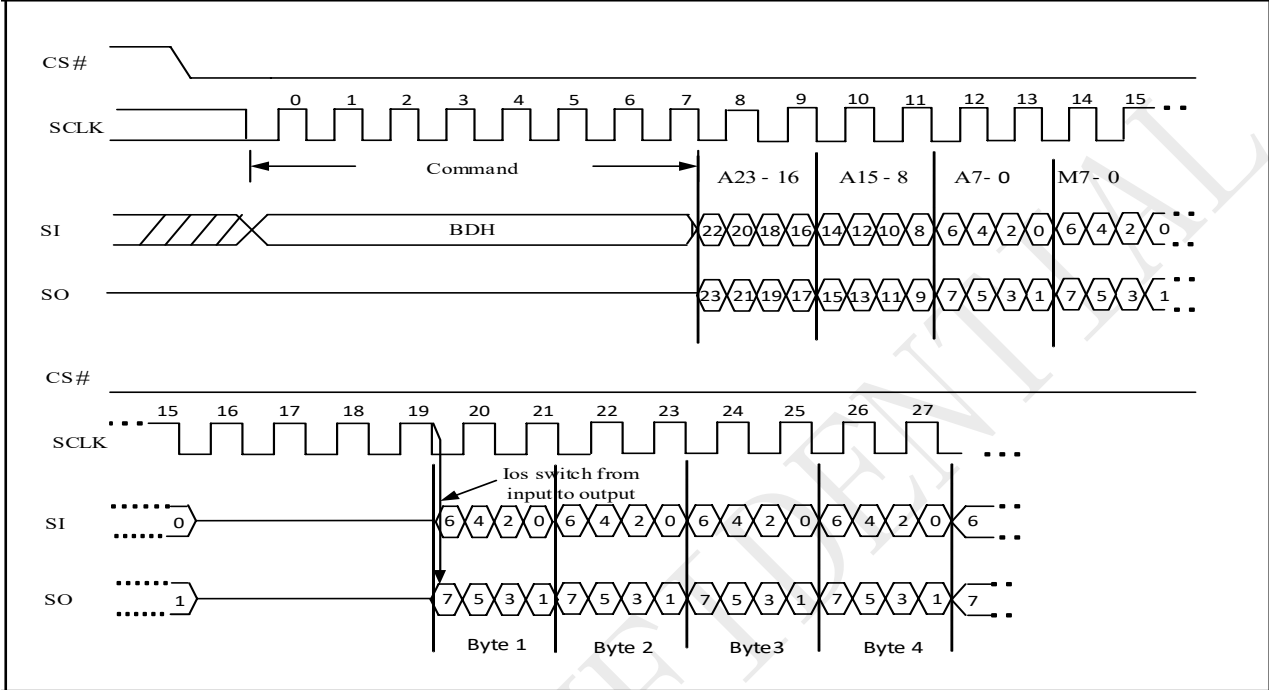 CS#
0 1 2 3 4 5 6 7 8 9 10 11 12 13 14 15
SCLK
Command
A23 - 16 A15 - 8 A7- 0 M7- 0
SI BDH 22 20 18 16 14 12 10 8 6 4 2 0 6 4 2 0
SO 23 21 19 17 15 13 11 9 7 5 3 1 7 5 3 1
CS#
15 16 17 18 19 20 21 22 23 24 25 26 27
SCLK
Ios switch from
input to output
SI 0 6 4 2 0 6 4 2 0 6 4 2 0 6 4 2 0 6
SO 1 7 5 3 1 7 5 3 1 7 5 3 1 7 5 3 1 7
Byte 1 Byte 2 Byte3 Byte 4